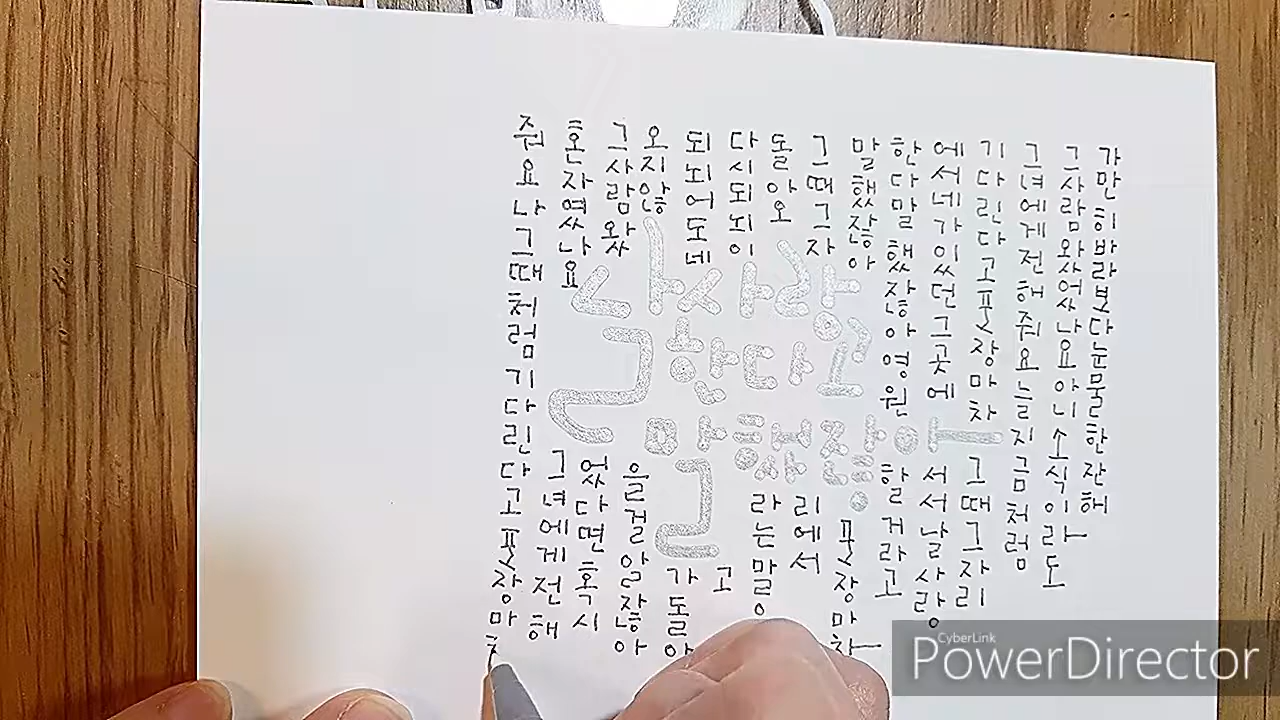 가만히바라보다눈물한잔해
그사람왔었나요아니소식이라도
그녀에게전해줘요늘지금처럼
기다린다고포장마차
그때그자리
에서네가있던그곳에
서서날사랑
한다말했잖아영원
할거라고
말했잖아
포장마차
그때그자
리에서
돌아오
라는말
다시되뇌이
고
되뇌어도네
가돌아
오지않
을걸알잖아
그사람왔
었다면혹시
혼자였나요
그녀에게전해
줘요나그때처럼기다린다고포장마
날사랑
한다고
말했잖아
CyberLink
PowerDirector